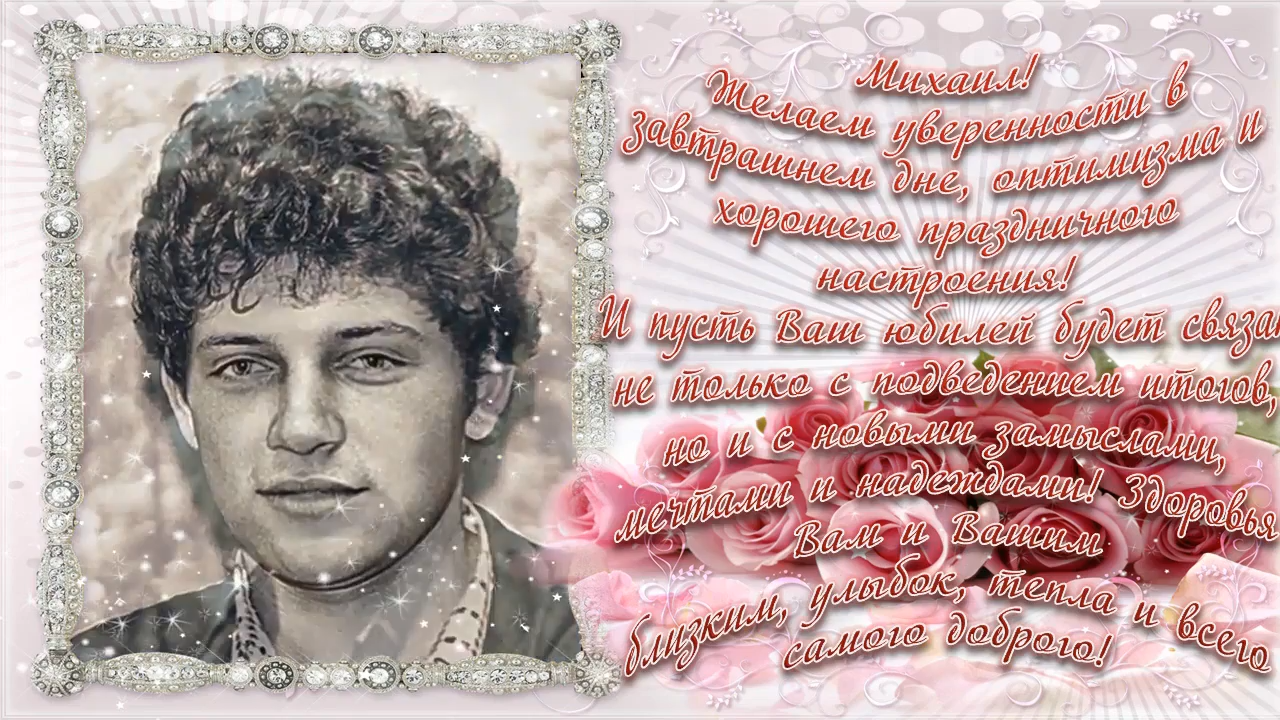 Михаил!
Желаем уверенности в
завтрашнем дне, оптимизма и
хорошего праздничного
настроения!
И пусть Ваш юбилей будет связа
не только с подведением итогов,
но и с новыми замыслами,
мечтами и надеждами! Здоровья
Вам и Вашим
близким, улыбок, тепла и всего
самого доброго!